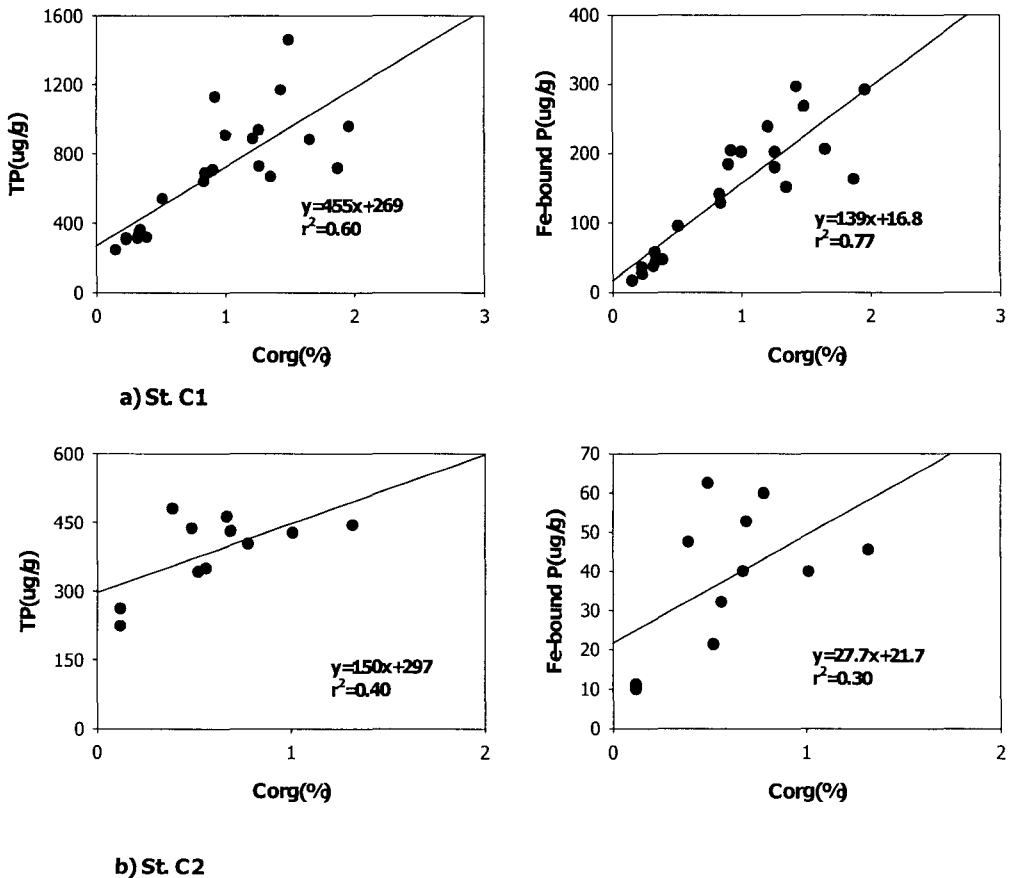 1600
1200
800
400
0
TP(ug/g)
y=455x+269
r²=0.60
0 1 2 3
Corg(%)
400
300
200
100
0
Fe-bound P(ug/g)
y=139x+16.8
r²=0.77
0 1 2 3
Corg(%)
a) St. C1
600
450
300
150
0
TP(ug/g)
y=150x+297
r²=0.40
0 1 2
Corg(%)
70
60
50
40
30
20
10
0
Fe-bound P(ug/g)
y=27.7x+21.7
r²=0.30
0 1 2
Corg(%)
b) St. C2